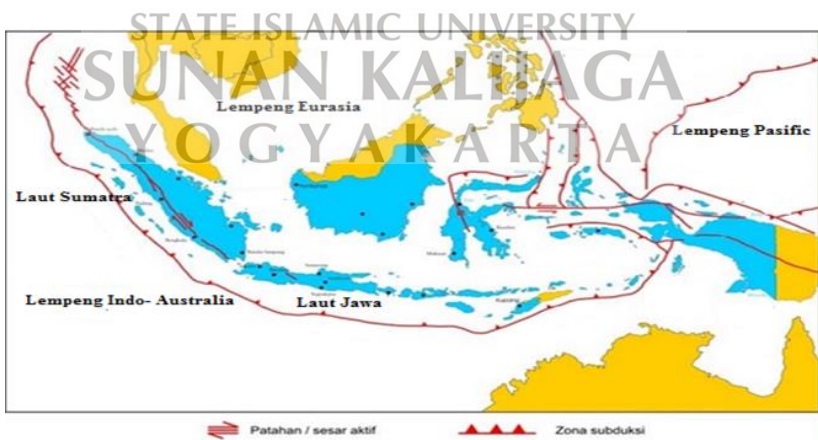 STATE ISLAMIC UNIVERSITY
SUNAN KALIJAGA
YOGYAKARTA
Lempeng Eurasia
Lempeng Pasific
Laut Sumatra
Lempeng Indo- Australia
Laut Jawa
Patahan / sesar aktif
Zona subduksi